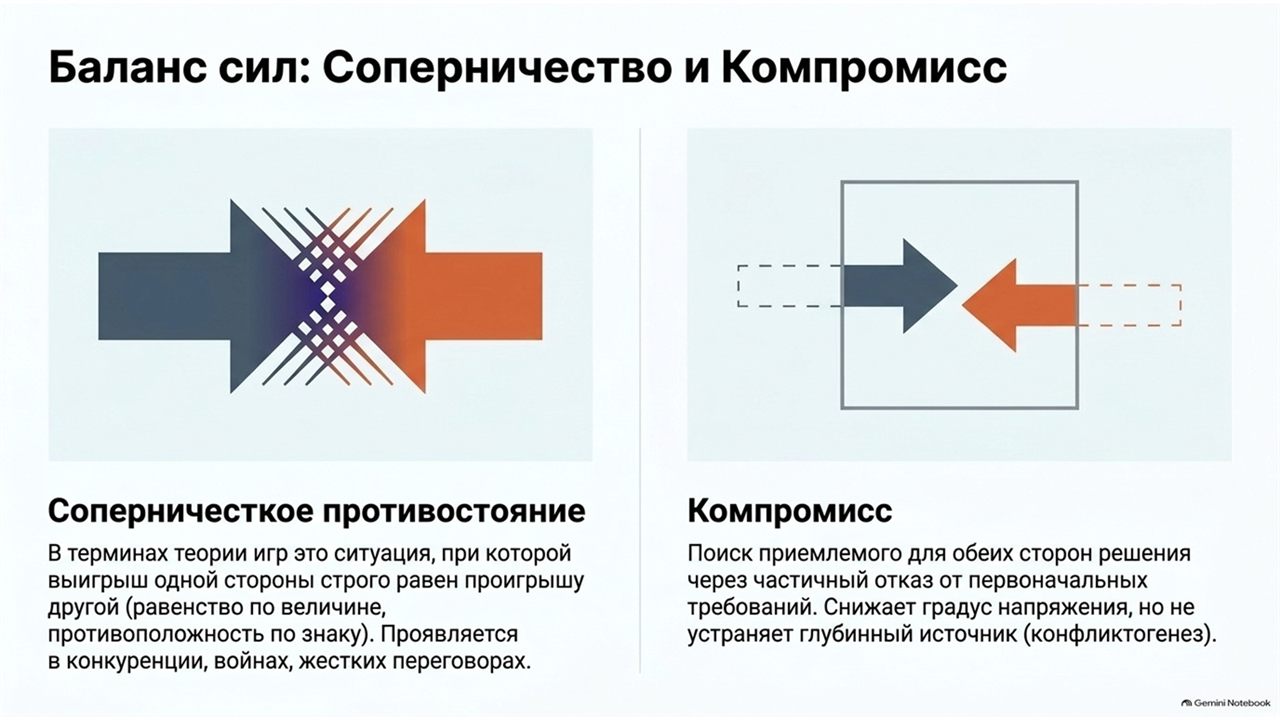 Баланс сил: Соперничество и Компромисс
Соперничесткое противостояние
В терминах теории игр это ситуация, при которой
выигрыш одной стороны строго равен проигрышу
другой (равенство по величине,
противоположность по знаку). Проявляется
в конкуренции, войнах, жестких переговорах.
Компромисс
Поиск приемлемого для обеих сторон решения
через частичный отказ от первоначальных
требований. Снижает градус напряжения, но не
устраняет глубинный источник (конфликтогенез).
Gemini Notebook